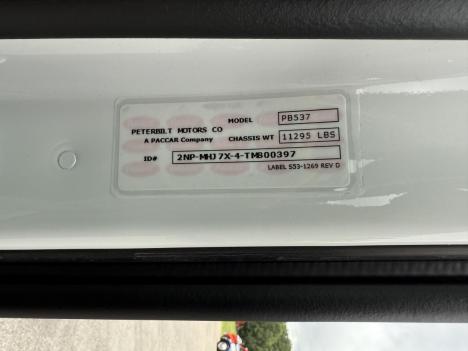 MODEL PB537
PETERBILT MOTORS CO
A PACCAR Company CHASSIS WT 11295 LBS
ID# 2NP-MHJ7X-4-TM800397
LABEL S53-1269 REV D